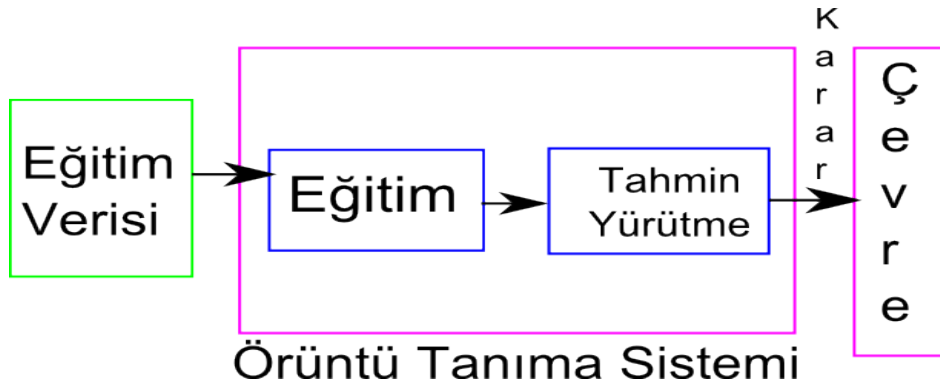 Eğitim
Verisi
Eğitim
Tahmin
Yürütme
Karar
Çevre
Örüntü Tanıma Sistemi